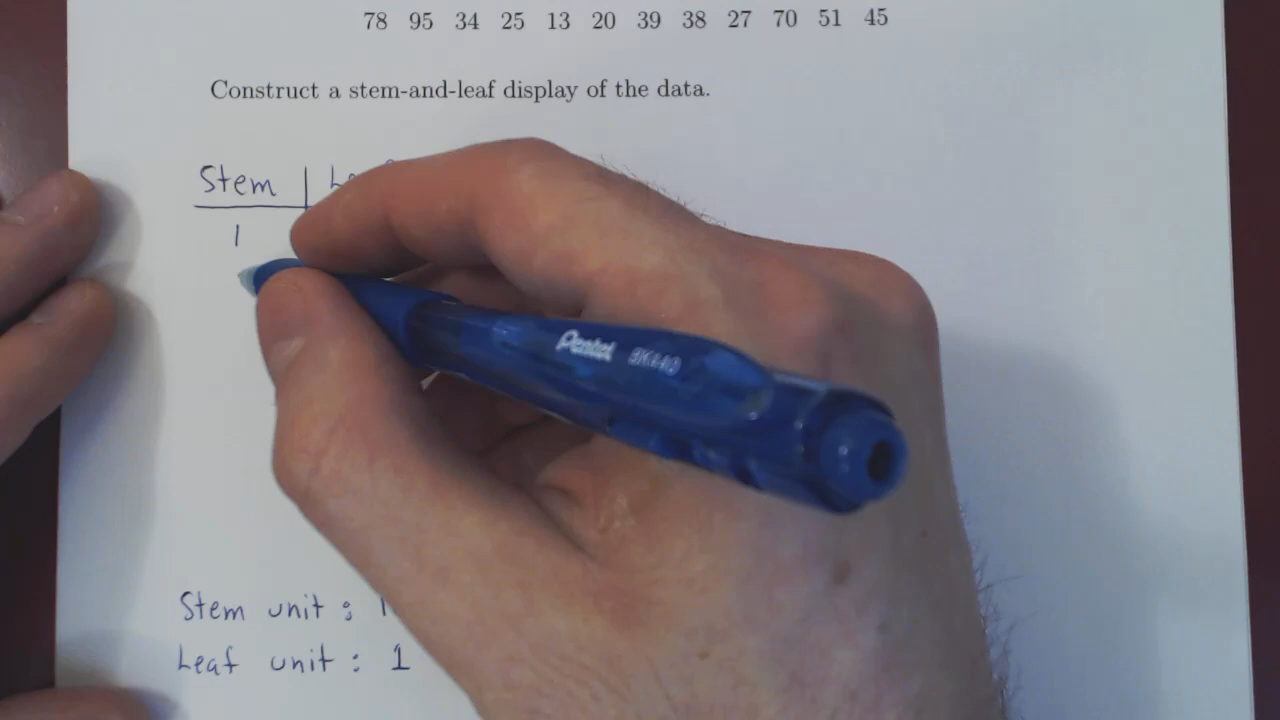 78 95 34 25 13 20 39 38 27 70 51 45
Construct a stem-and-leaf display of the data.
Stem
1
Pentel
Stem unit :
Leaf unit : 1